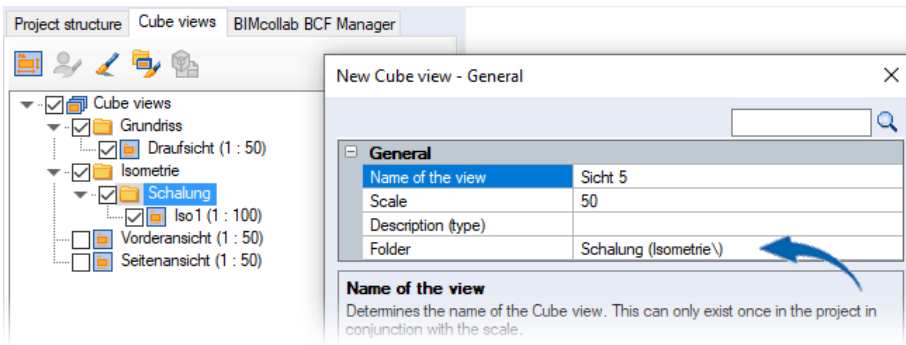 Project structure Cube views BIMcollab BCF Manager
Cube views
Grundriss
Draufsicht (1 : 50)
Isometrie
Schalung
Iso1 (1 : 100)
Vorderansicht (1 : 50)
Seitenansicht (1 : 50)
New Cube view - General
General
Name of the view Sicht 5
Scale 50
Description (type)
Folder Schalung (Isometrie\)
Name of the view
Determines the name of the Cube view. This can only exist once in the project in
conjunction with the scale.